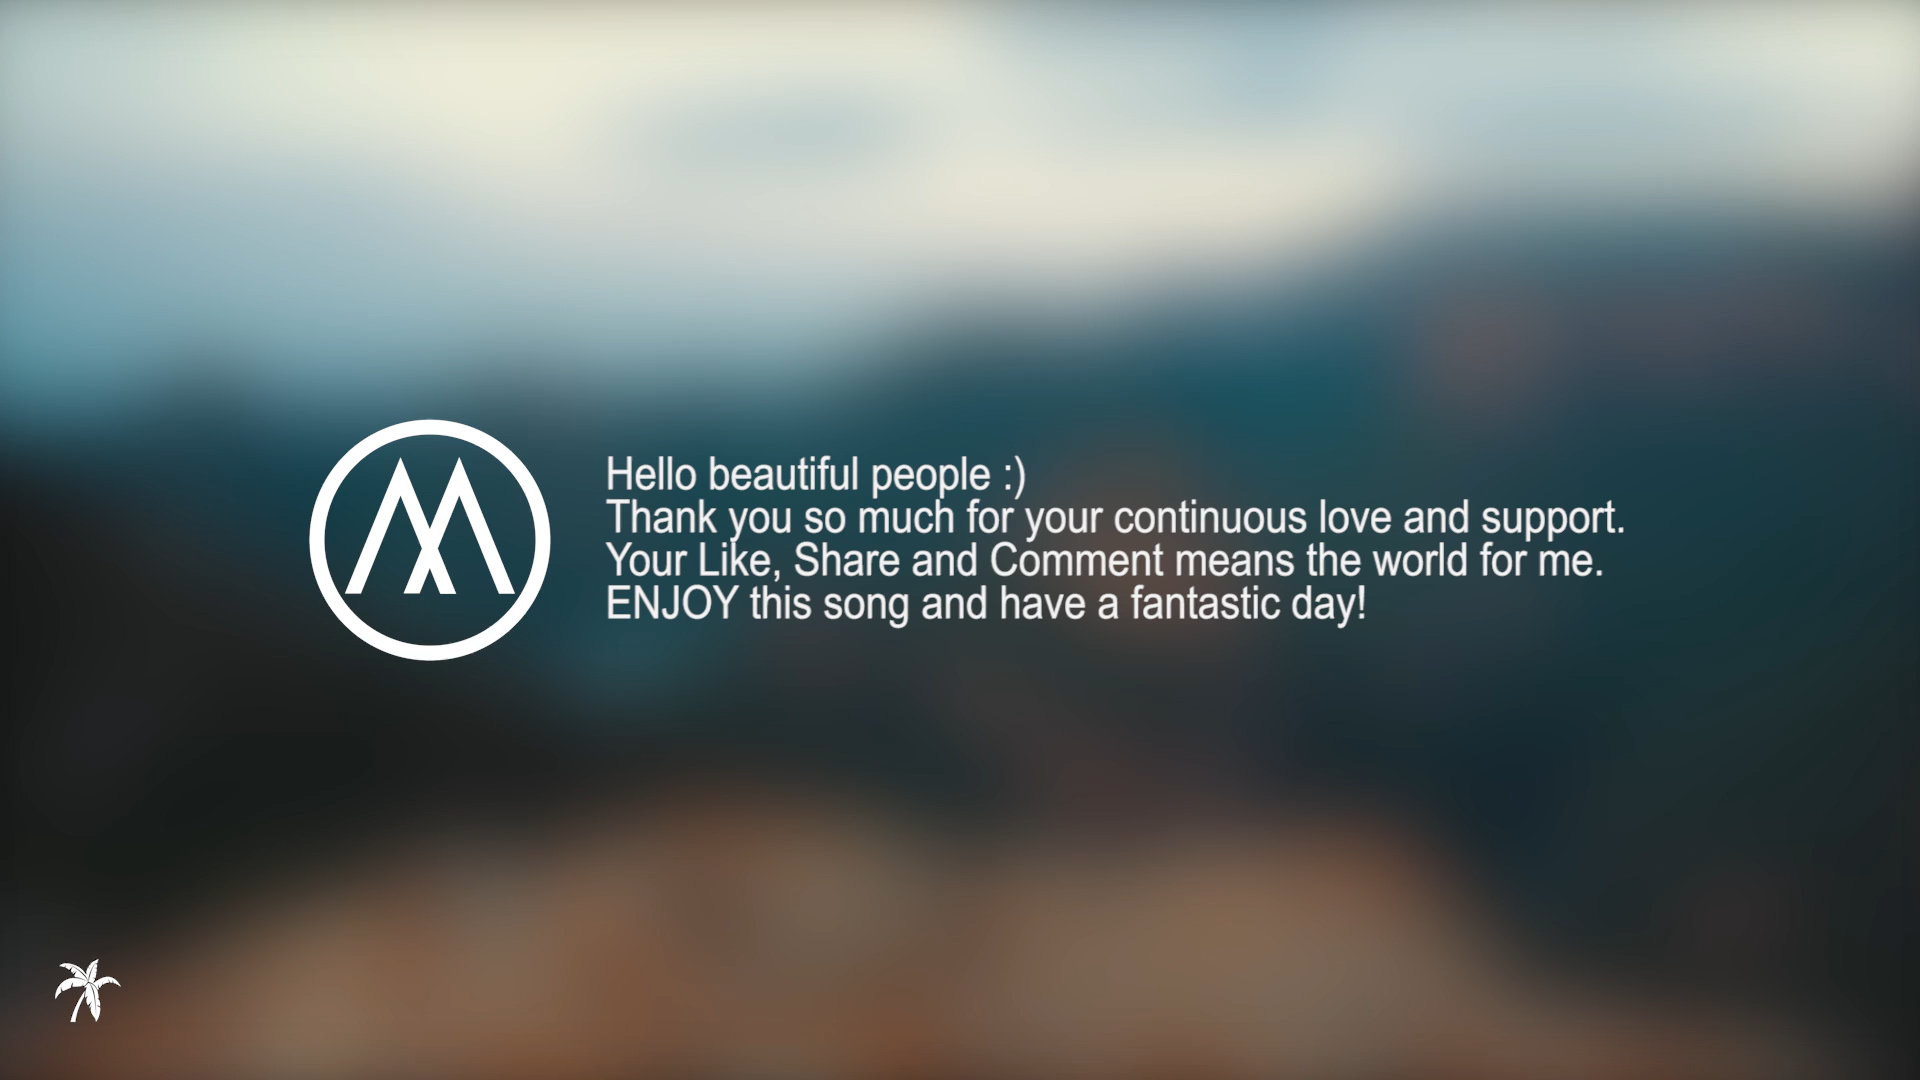 Hello beautiful people :)
Thank you so much for your continuous love and support.
Your Like, Share and Comment means the world for me.
ENJOY this song and have a fantastic day!